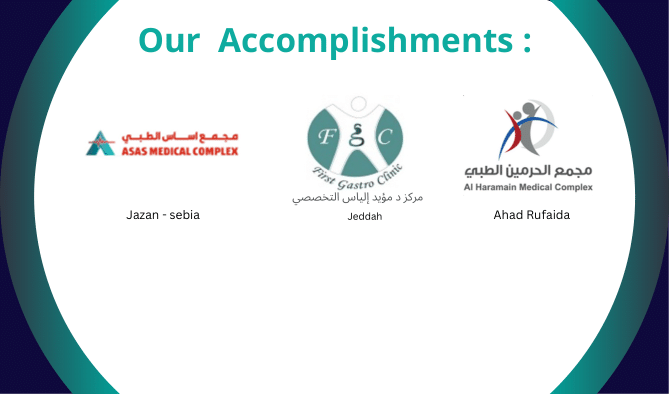 Our Accomplishments :
مجمع اساس الطبي
ASAS MEDICAL COMPLEX
Jazan - sebia
F C
First Gastro Clinic
مركز د مؤيد إلياس التخصصي
Jeddah
مجمع الحرمين الطبي
Al Haramain Medical Complex
Ahad Rufaida